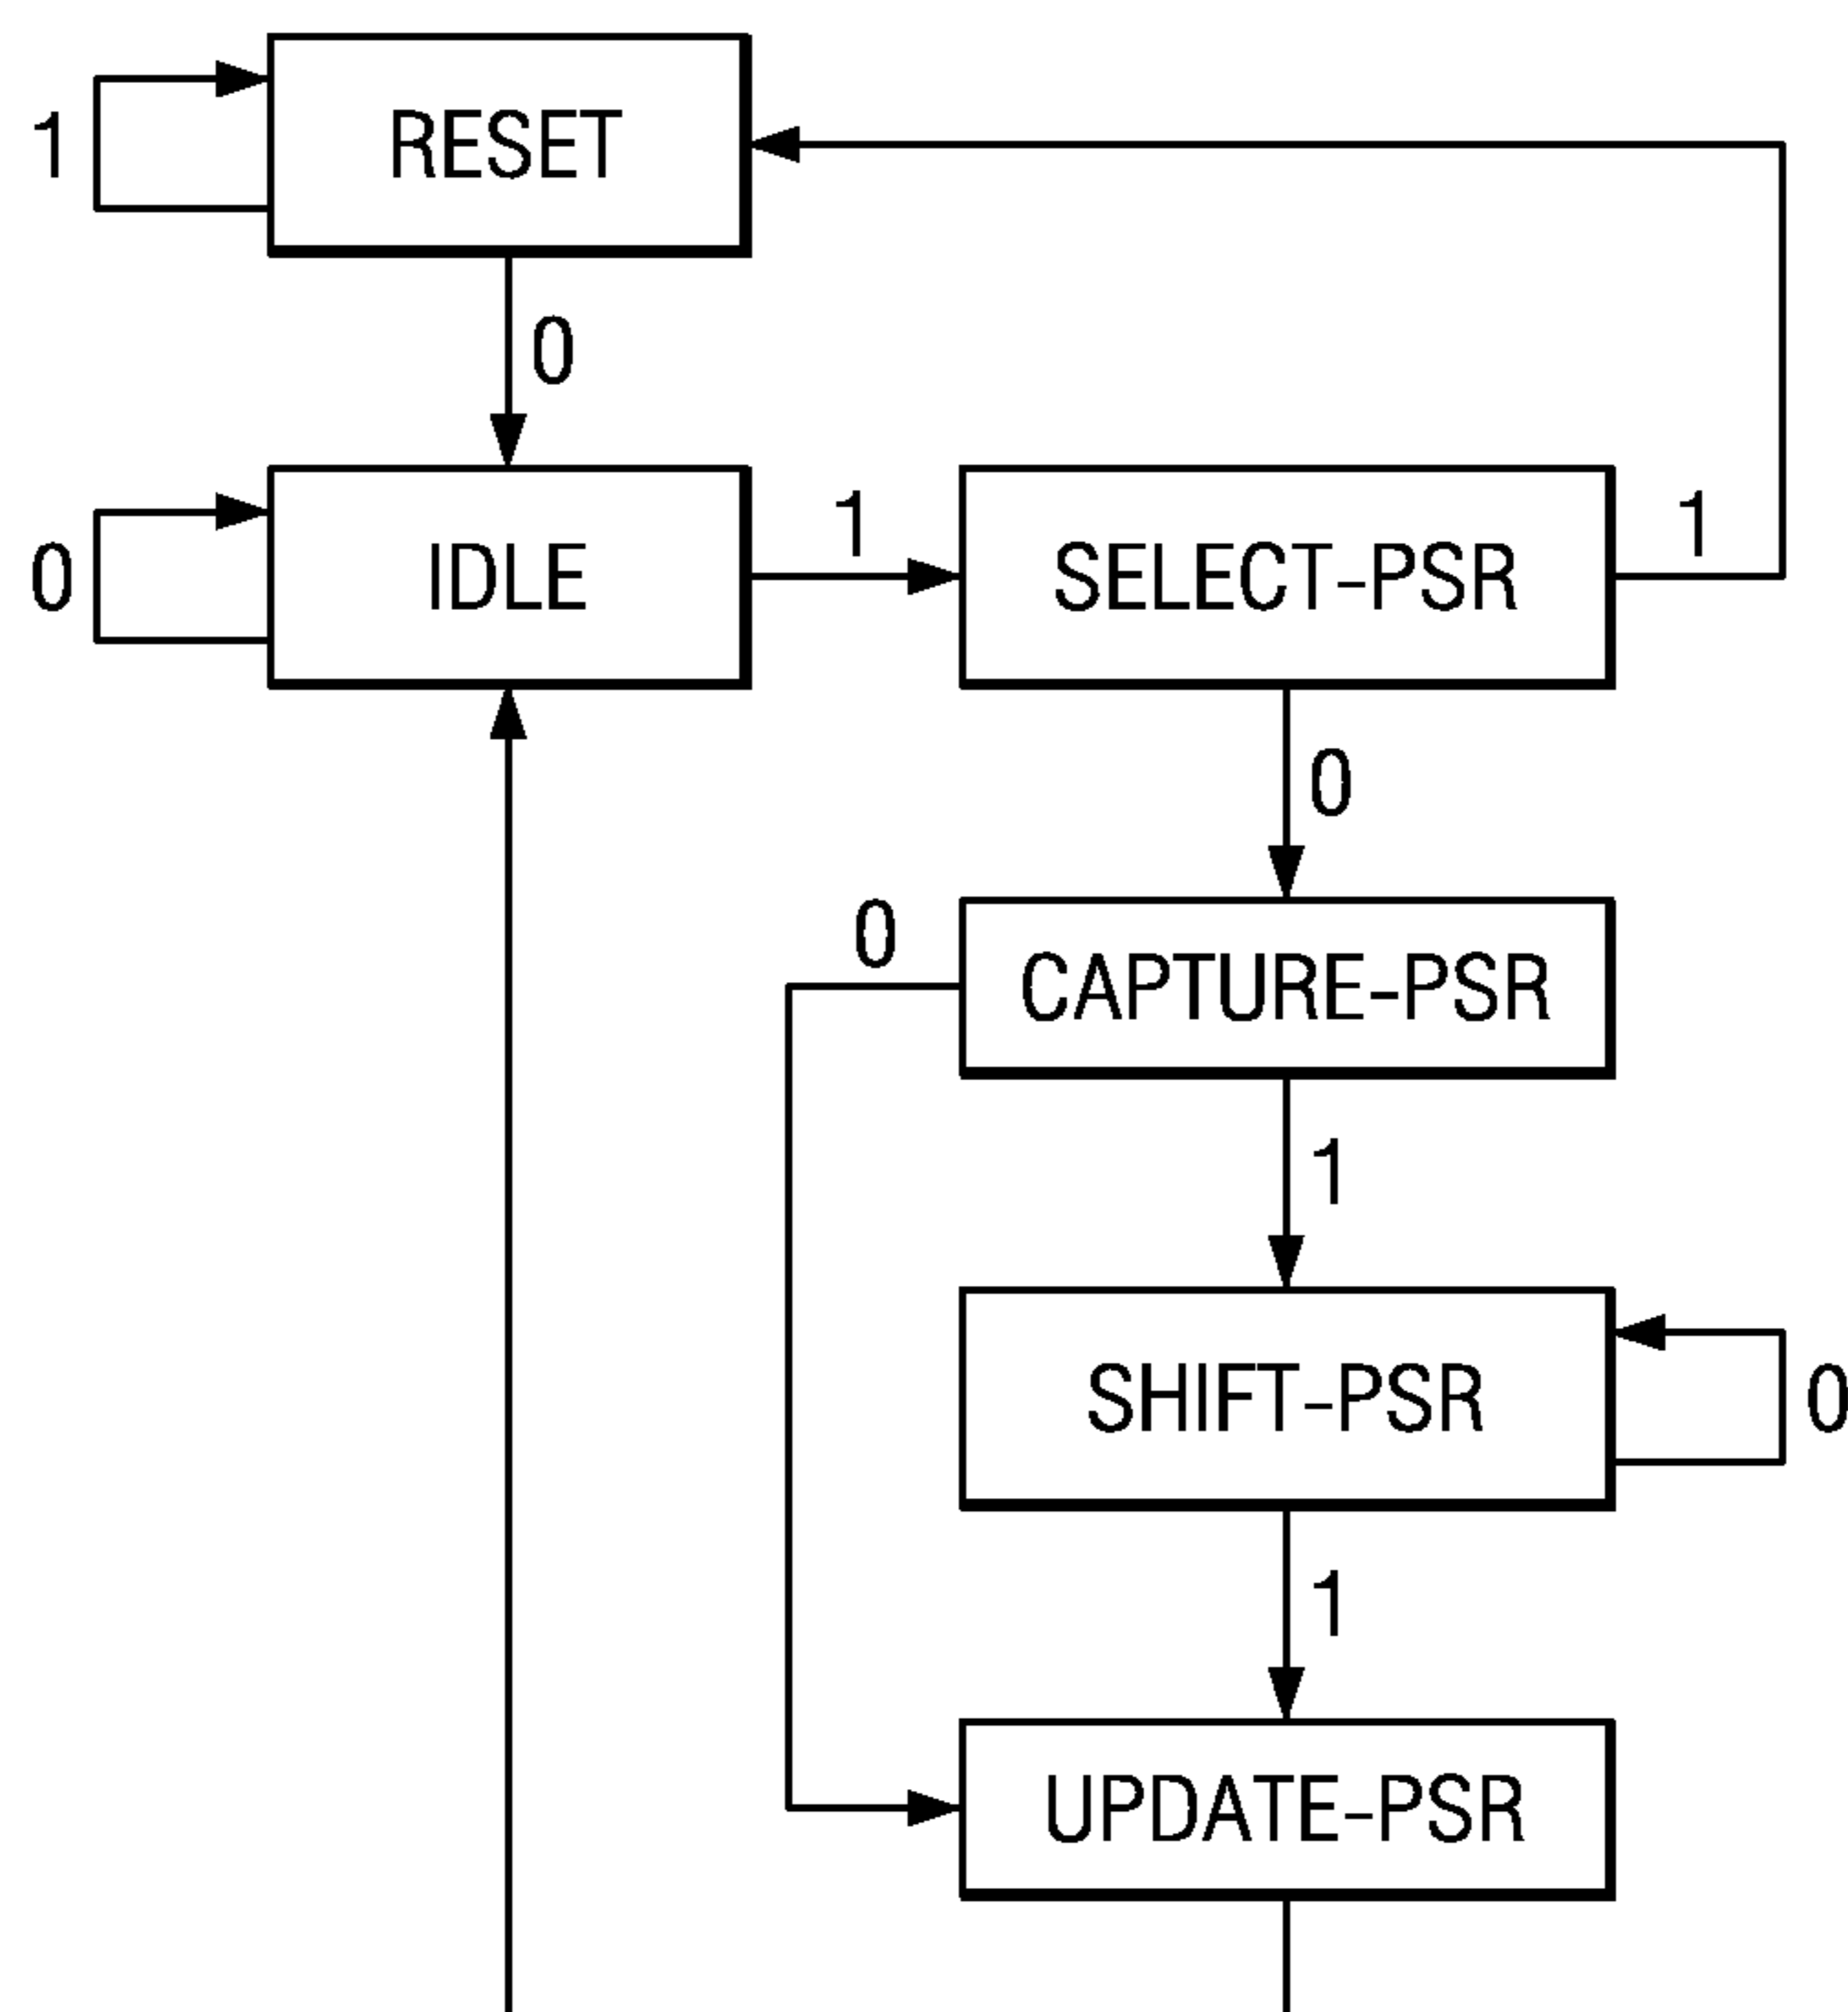 1
RESET
0
0
IDLE
1
SELECT-PSR
1
0
0
CAPTURE-PSR
1
SHIFT-PSR
0
1
UPDATE-PSR